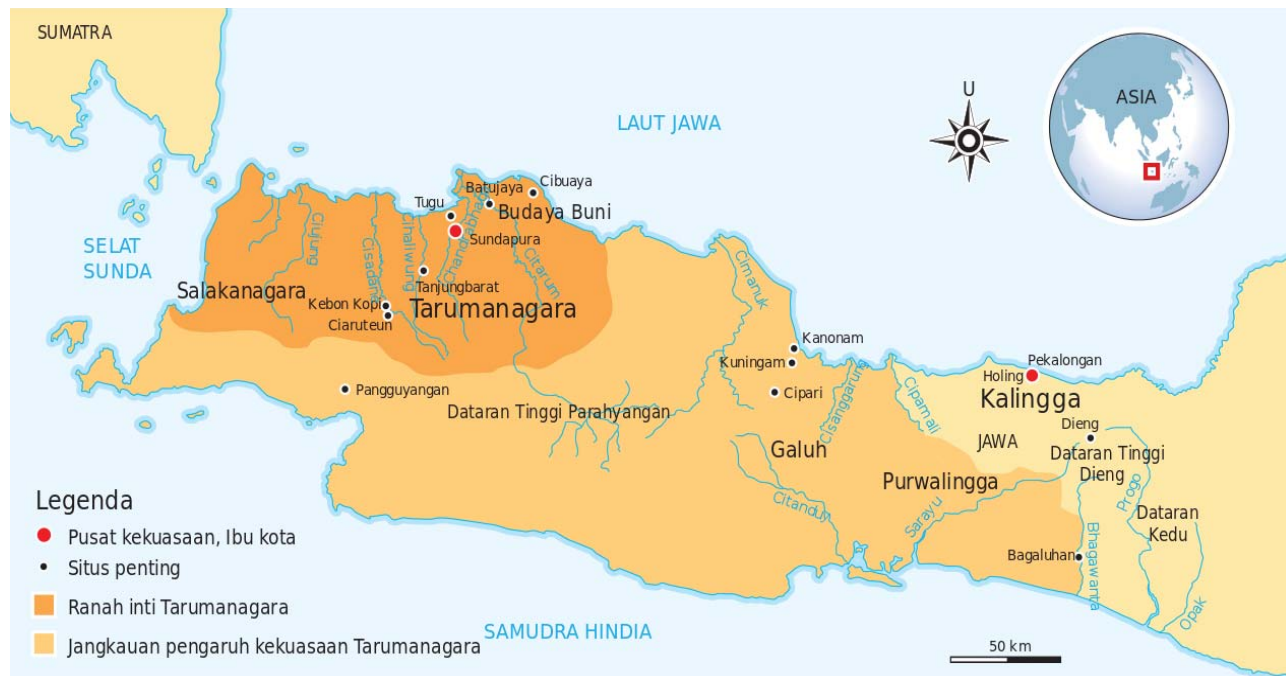 SUMATRA
LAUT JAWA
U
ASIA
SELAT
SUNDA
Tugu
Batujaya
Cibuaya
Budaya Buni
Sundapura
Ciujung
Cisadana
Cihaliwung
Chandrabhaga
Citarum
Tanjungbarat
Salakanagara
Kebon Kopi
Ciaruteun
Tarumanagara
Cimanuk
Kanonam
Kuningam
Cipari
Pangguyangan
Dataran Tinggi Parahyangan
Cisanggarung
Cipamali
Pekalongan
Holing
Kalingga
JAWA
Dieng
Dataran Tinggi
Dieng
Galuh
Purwalingga
Citanduy
Sarayu
Progo
Dataran
Kedu
Bagaluhan
Bhagawanta
Opak
Legenda
Pusat kekuasaan, Ibu kota
Situs penting
Ranah inti Tarumanagara
Jangkauan pengaruh kekuasaan Tarumanagara
SAMUDRA HINDIA
50 km